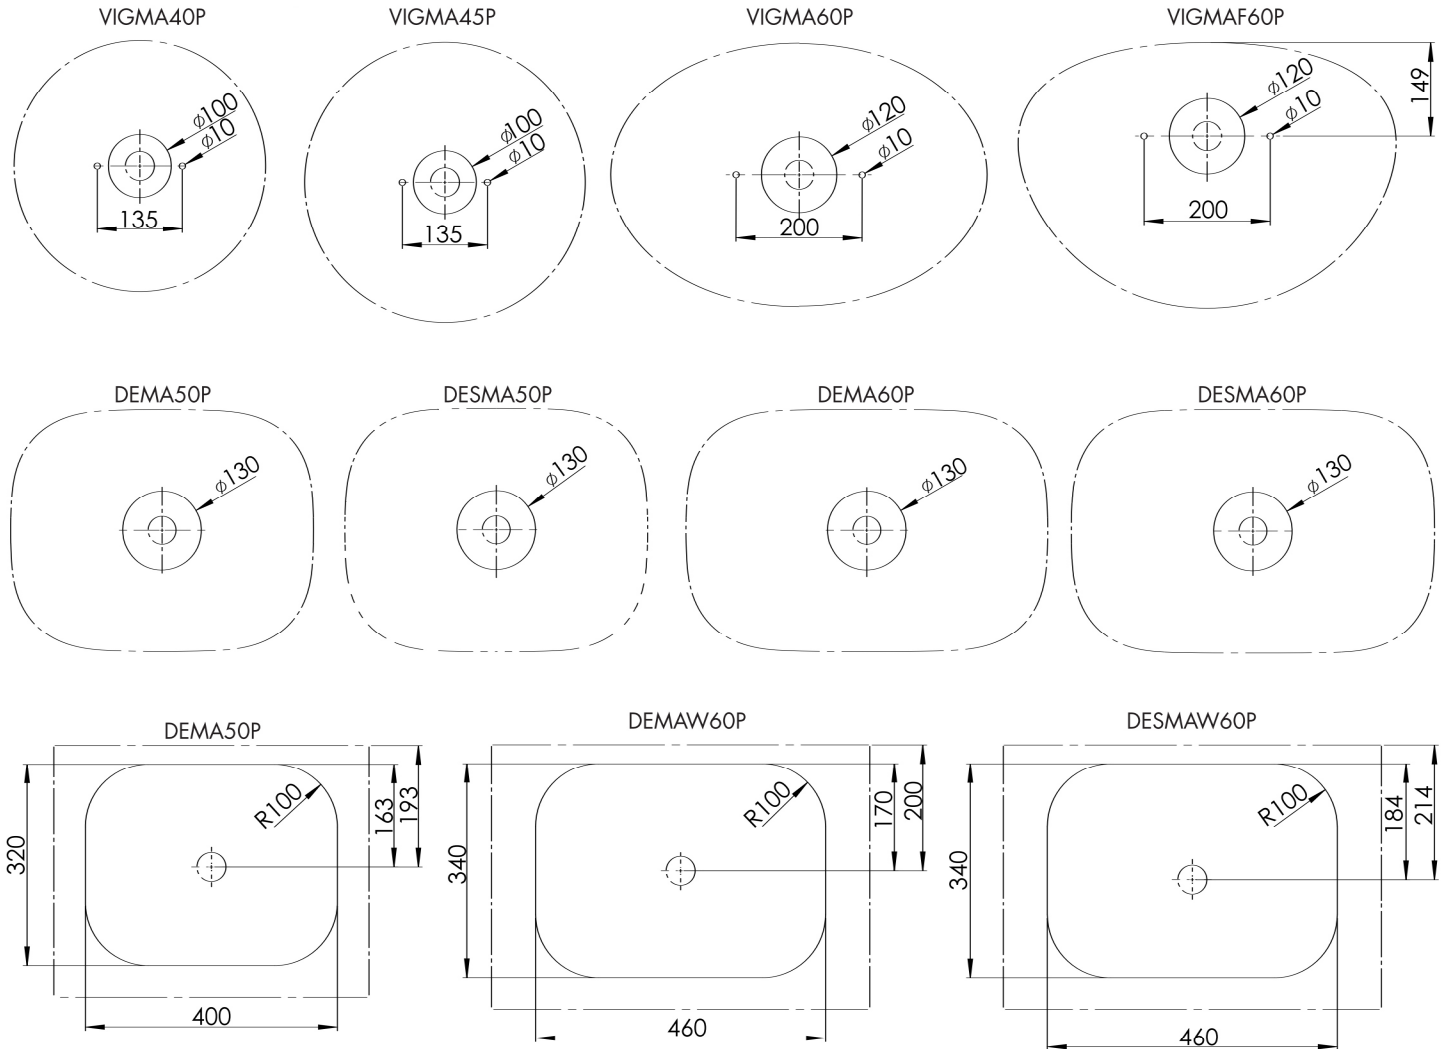 VIGMA40P
VIGMA45P
VIGMA60P
VIGMAF60P
ϕ100
ϕ10
135
ϕ100
ϕ10
135
ϕ120
ϕ10
200
ϕ120
ϕ10
200
149
DEMA50P
DESMA50P
DEMA60P
DESMA60P
ϕ130
ϕ130
ϕ130
ϕ130
DEMA50P
DEMAW60P
DESMAW60P
R100
163
193
320
400
R100
170
200
340
460
R100
184
214
340
460